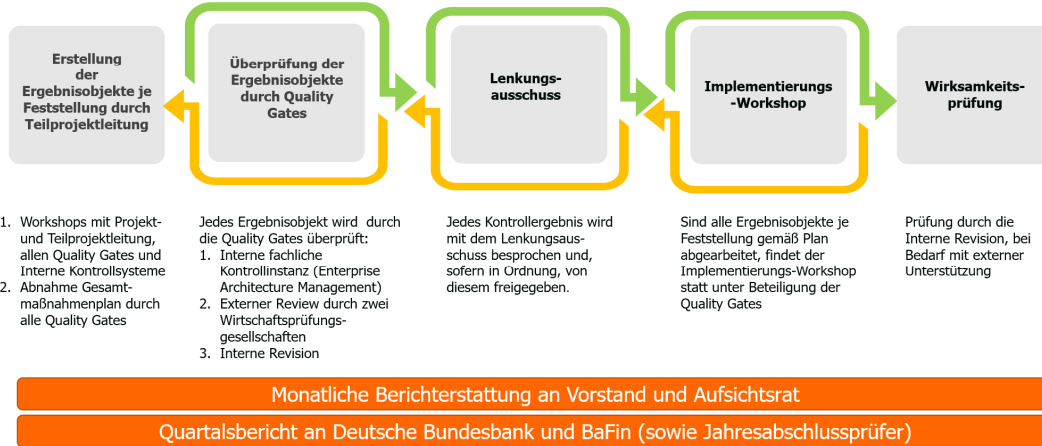 Erstellung
der
Ergebnisobjekte je
Feststellung durch
Teilprojektleitung
Überprüfung der
Ergebnisobjekte
durch Quality
Gates
Lenkungs-
ausschuss
Implementierungs
-Workshop
Wirksamkeits-
prüfung
1. Workshops mit Projekt-
und Teilprojektleitung,
allen Quality Gates und
Interne Kontrollsysteme
2. Abnahme Gesamt-
maßnahmenplan durch
alle Quality Gates
Jedes Ergebnisobjekt wird durch
die Quality Gates überprüft:
1. Interne fachliche
Kontrollinstanz (Enterprise
Architecture Management)
2. Externer Review durch zwei
Wirtschaftsprüfungs-
gesellschaften
3. Interne Revision
Jedes Kontrollergebnis wird
mit dem Lenkungsaus-
schuss besprochen und,
sofern in Ordnung, von
diesem freigegeben.
Sind alle Ergebnisobjekte je
Feststellung gemäß Plan
abgearbeitet, findet der
Implementierungs-Workshop
statt unter Beteiligung der
Quality Gates
Prüfung durch die
Interne Revision, bei
Bedarf mit externer
Unterstützung
Monatliche Berichterstattung an Vorstand und Aufsichtsrat
Quartalsbericht an Deutsche Bundesbank und BaFin (sowie Jahresabschlussprüfer)